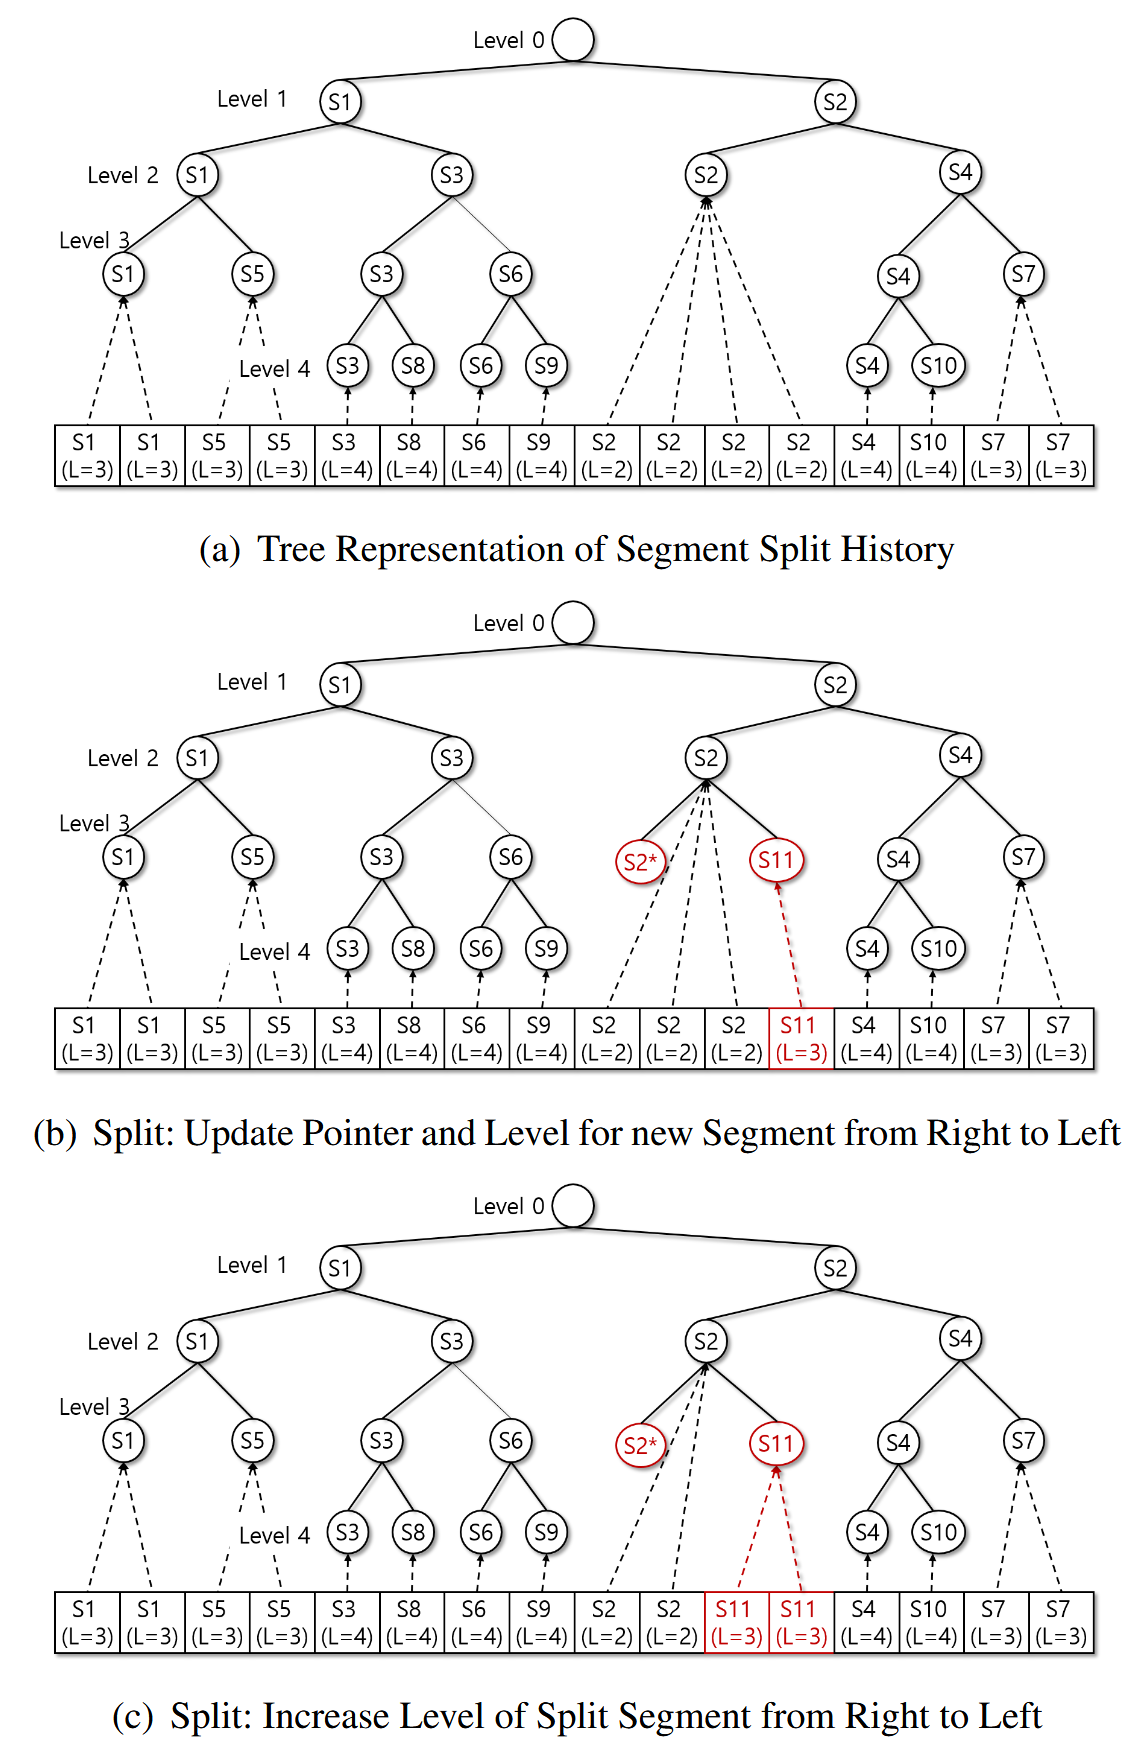 Level 0
Level 1 S1 S2
Level 2 S1 S3 S2 S4
Level 3
S1 S5 S3 S6 S4 S7
Level 4 S3 S8 S6 S9 S4 S10
S1 S1 S5 S5 S3 S8 S6 S9 S2 S2 S2 S2 S4 S10 S7 S7
(L=3) (L=3) (L=3) (L=3) (L=4) (L=4) (L=4) (L=4) (L=2) (L=2) (L=2) (L=2) (L=4) (L=4) (L=3) (L=3)
(a) Tree Representation of Segment Split History
Level 0
Level 1 S1 S2
Level 2 S1 S3 S2 S4
Level 3
S1 S5 S3 S6 S2* S11 S4 S7
Level 4 S3 S8 S6 S9 S4 S10
S1 S1 S5 S5 S3 S8 S6 S9 S2 S2 S2 S11 S4 S10 S7 S7
(L=3) (L=3) (L=3) (L=3) (L=4) (L=4) (L=4) (L=4) (L=2) (L=2) (L=2) (L=3) (L=4) (L=4) (L=3) (L=3)
(b) Split: Update Pointer and Level for new Segment from Right to Left
Level 0
Level 1 S1 S2
Level 2 S1 S3 S2 S4
Level 3
S1 S5 S3 S6 S2* S11 S4 S7
Level 4 S3 S8 S6 S9 S4 S10
S1 S1 S5 S5 S3 S8 S6 S9 S2 S2 S11 S11 S4 S10 S7 S7
(L=3) (L=3) (L=3) (L=3) (L=4) (L=4) (L=4) (L=4) (L=2) (L=2) (L=3) (L=3) (L=4) (L=4) (L=3) (L=3)
(c) Split: Increase Level of Split Segment from Right to Left